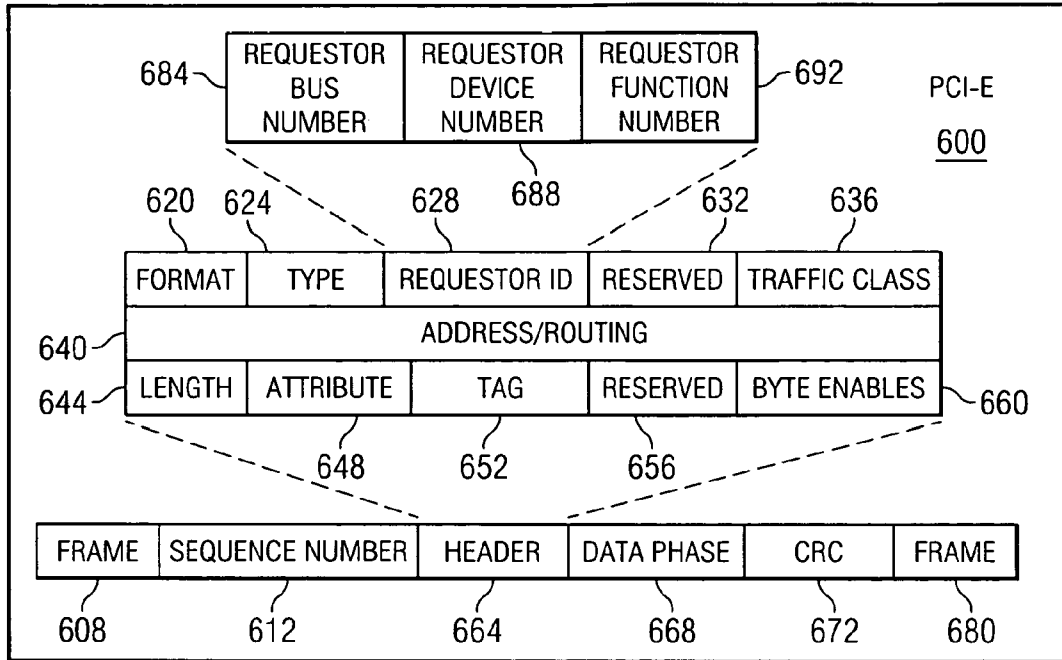 REQUESTOR BUS NUMBER
REQUESTOR DEVICE NUMBER
REQUESTOR FUNCTION NUMBER
684
692
PCI-E
600
688
620
624
628
632
636
FORMAT TYPE REQUESTOR ID RESERVED TRAFFIC CLASS
640
ADDRESS/ROUTING
644
LENGTH ATTRIBUTE TAG RESERVED BYTE ENABLES
660
648
652
656
FRAME SEQUENCE NUMBER HEADER DATA PHASE CRC FRAME
608
612
664
668
672
680